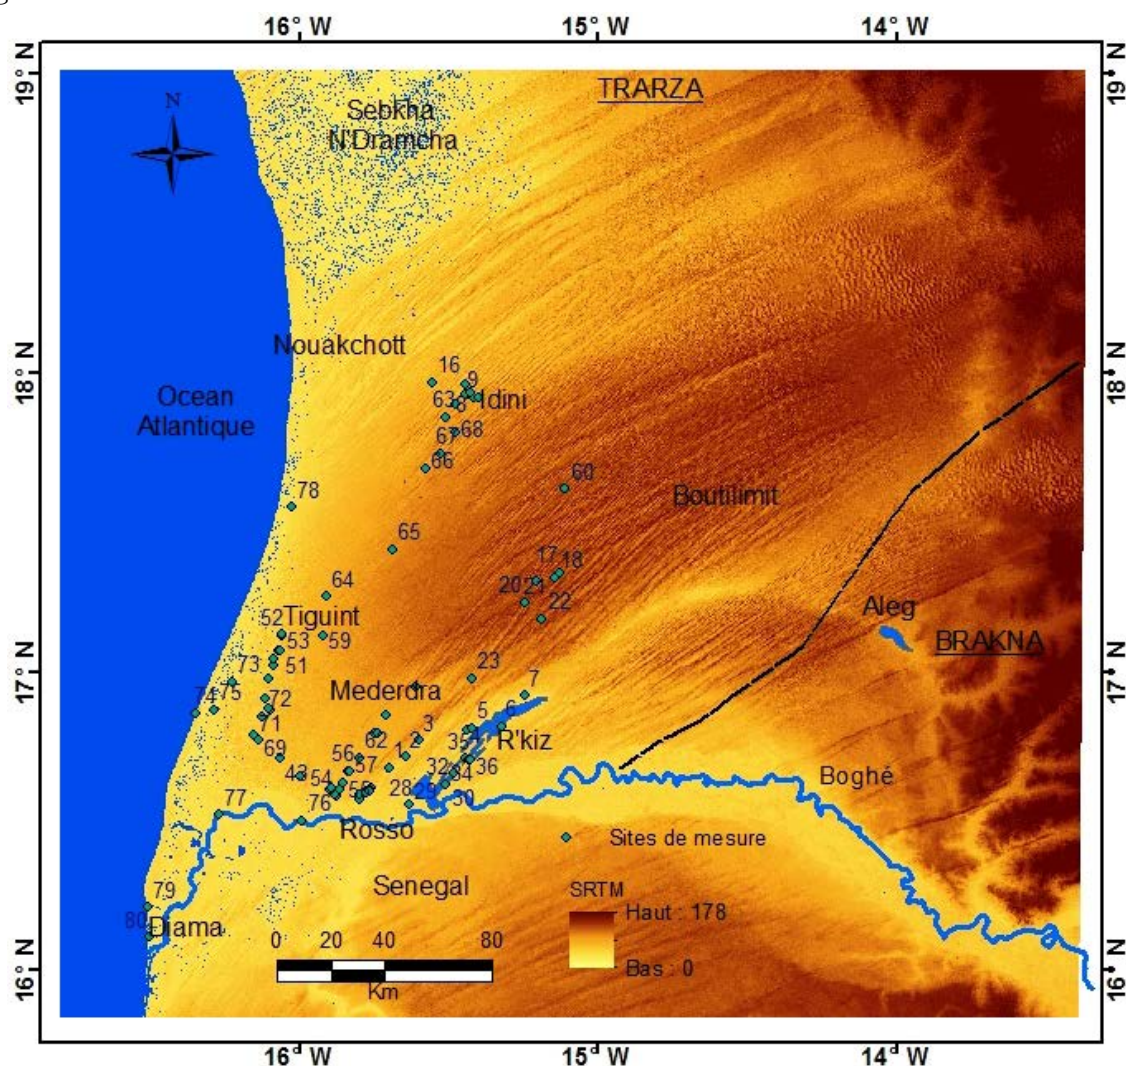 16° W 15° W 14° W
19° N
19° N
N
TRARZA
Sebkha
N'Dramcha
Nouakchott
18° N
18° N
16
9
63
Idini
Ocean
Atlantique
67 68
66
60
Boutilimit
78
65
17 18
20 21
22
64
52 Tiguint
53
59
51
Aleg
BRAKNA
17° N
17° N
73
23
7
74 75
Mederdra
72
71
5
6
3
R'kiz
62
1 2
35 4
69
56
57
32
34
36
43
54
55
28 29
30
Boghé
76
77
Rosso
Sites de mesure
Senegal
79
80 Diama
SRTM
Haut : 178
Bas : 0
0 20 40 80
Km
16° N
16° N
16° W 15° W 14° W